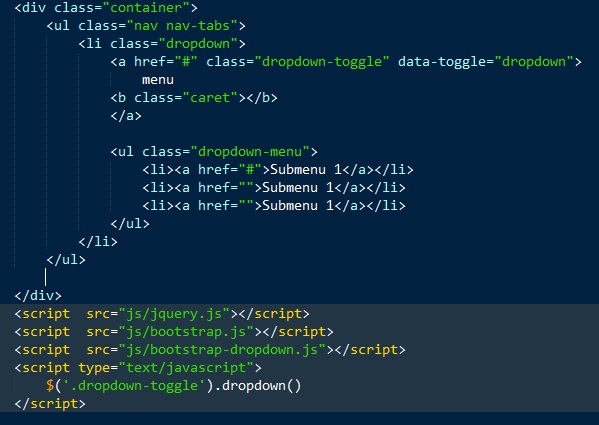 <div class="container">
    <ul class="nav nav-tabs">
        <li class="dropdown">
            <a href="#" class="dropdown-toggle" data-toggle="dropdown">
                menu
            <b class="caret"></b>
            </a>

            <ul class="dropdown-menu">
                <li><a href="#">Submenu 1</a></li>
                <li><a href="">Submenu 1</a></li>
                <li><a href="">Submenu 1</a></li>
            </ul>
        </li>
    </ul>

</div>
<script  src="js/jquery.js"></script>
<script  src="js/bootstrap.js"></script>
<script  src="js/bootstrap-dropdown.js"></script>
<script type="text/javascript">
    $('.dropdown-toggle').dropdown()
</script>